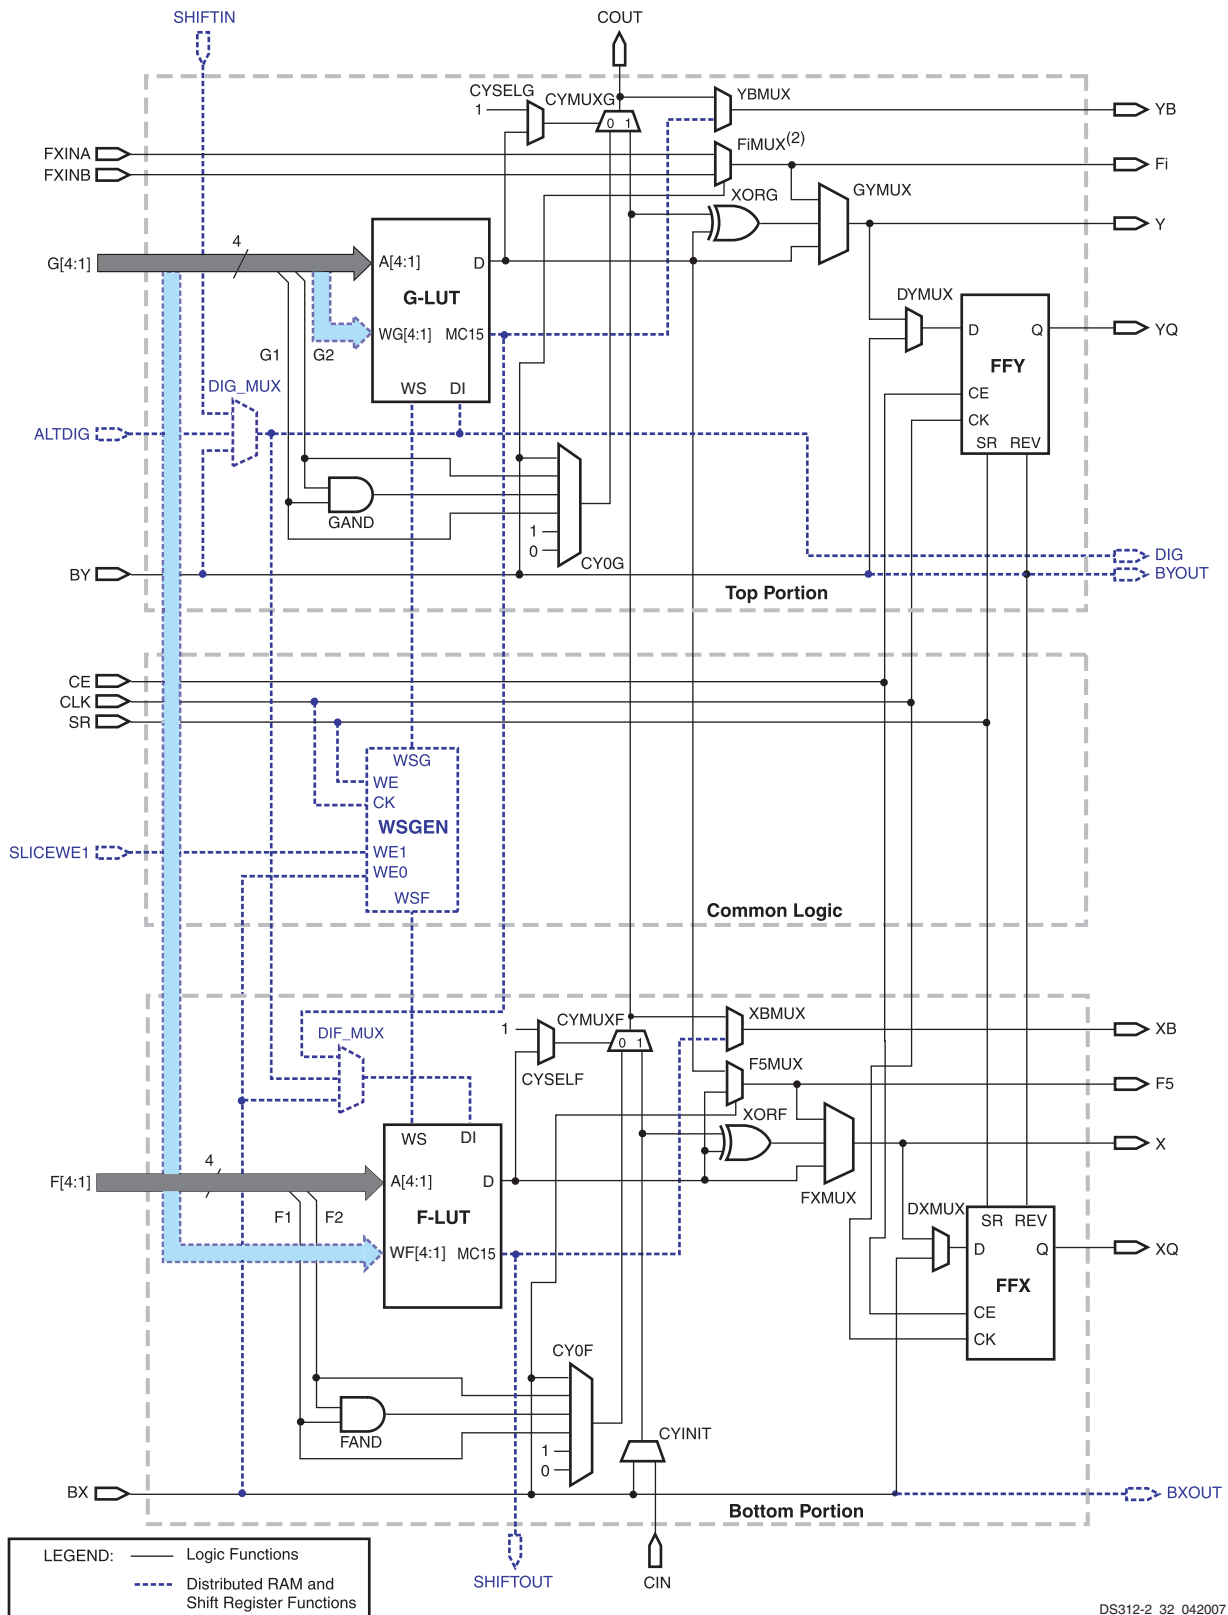 SHIFTIN
COUT
CYSELG
CYMUXG
YBMUX
1
0 1
YB
FXINA
FXINB
FiMUX(2)
Fi
XORG
GYMUX
Y
G[4:1]
4
A[4:1]
D
G-LUT
WG[4:1]
MC15
WS
DI
G1
G2
DYMUX
D
Q
FFY
CE
CK
SR
REV
YQ
DIG_MUX
ALTDIG
GAND
1
0
CY0G
DIG
BY
BYOUT
Top Portion
CE
CLK
SR
WSG
WE
CK
WSGEN
SLICEWE1
WE1
WE0
WSF
Common Logic
CYMUXF
XBMUX
1
0 1
XB
DIF_MUX
CYSELF
F5MUX
F5
XORF
X
WS
DI
F[4:1]
4
A[4:1]
D
F-LUT
WF[4:1]
MC15
F1
F2
FXMUX
DXMUX
SR
REV
D
Q
FFX
CE
CK
XQ
CY0F
FAND
1
0
CYINIT
BX
BXOUT
Bottom Portion
SHIFTOUT
CIN
LEGEND:
Logic Functions
Distributed RAM and
Shift Register Functions
DS312-2_32_042007